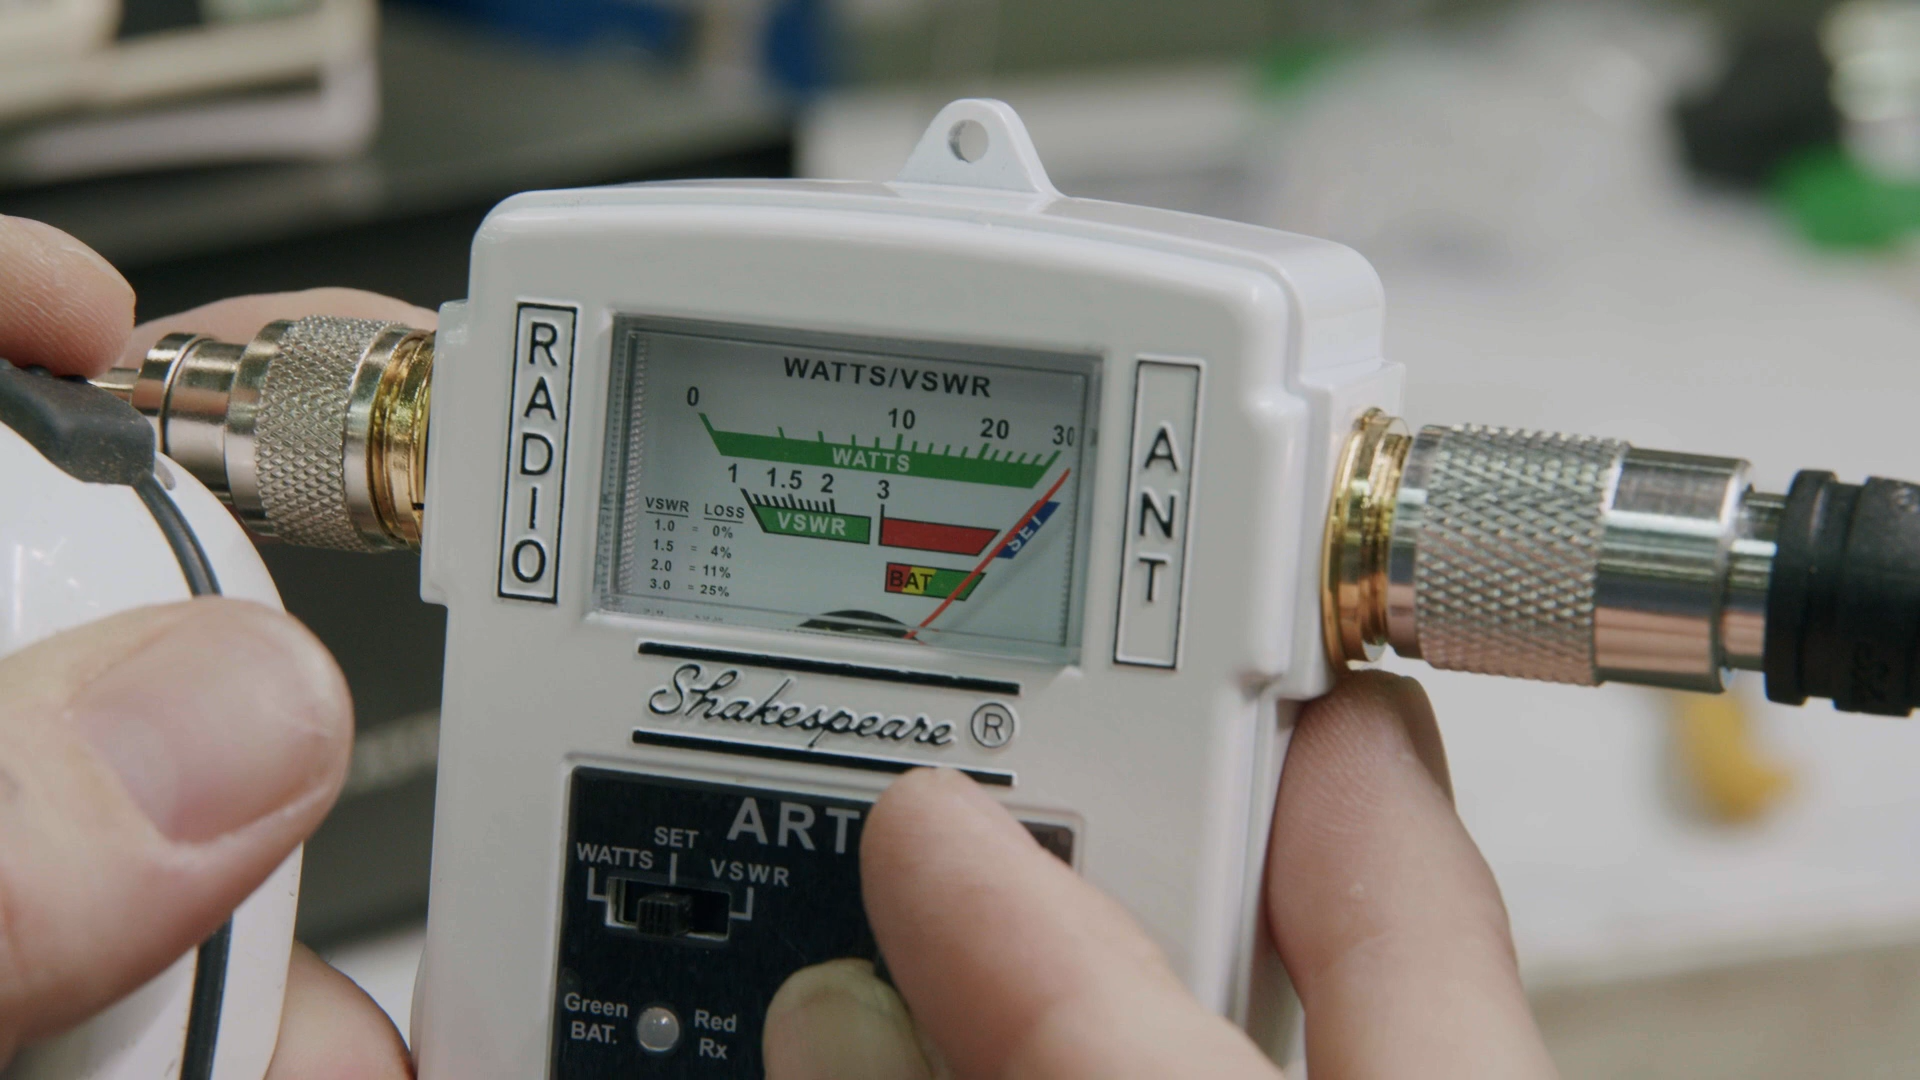 RADIO
WATTS/VSWR
0 10 20 30
WATTS
1 1.5 2 3
VSWR
SET
BAT
VSWR LOSS
1.0 = 0%
1.5 = 4%
2.0 = 11%
3.0 = 25%
ANT
Shakespeare ®
ART
SET
WATTS VSWR
Green BAT.
Red Rx